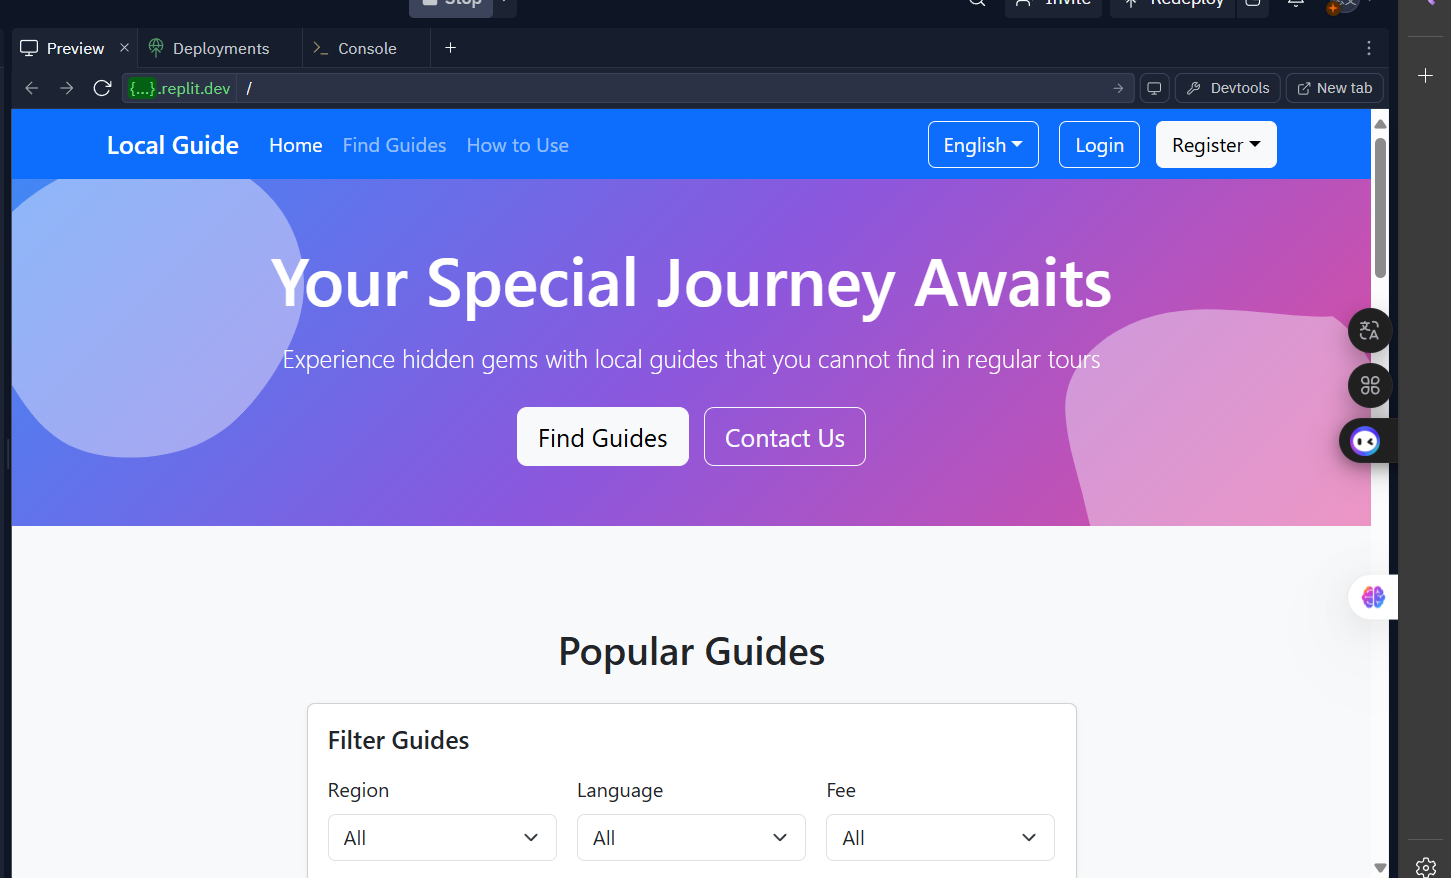 Stop
Invite
Redeploy
Preview
Deployments
Console
{...}.replit.dev /
Devtools
New tab
Local Guide
Home
Find Guides
How to Use
English
Login
Register
Your Special Journey Awaits
Experience hidden gems with local guides that you cannot find in regular tours
Find Guides
Contact Us
Popular Guides
Filter Guides
Region
Language
Fee
All
All
All